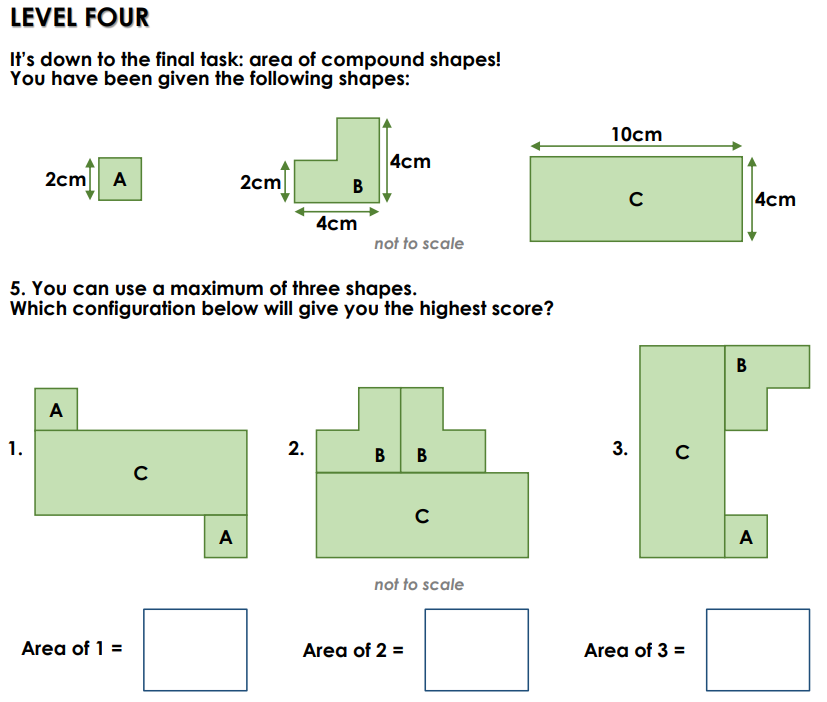 LEVEL FOUR
It's down to the final task: area of compound shapes!
You have been given the following shapes:
2cm
A
2cm
B
4cm
4cm
10cm
C
4cm
not to scale
5. You can use a maximum of three shapes.
Which configuration below will give you the highest score?
1.
A
C
A
2.
B
B
C
3.
B
C
A
not to scale
Area of 1 =
Area of 2 =
Area of 3 =